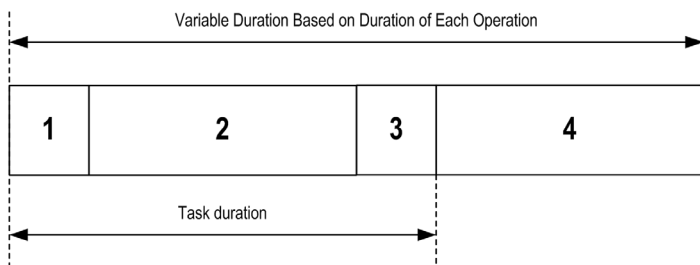 Variable Duration Based on Duration of Each Operation
1 2 3 4
Task duration